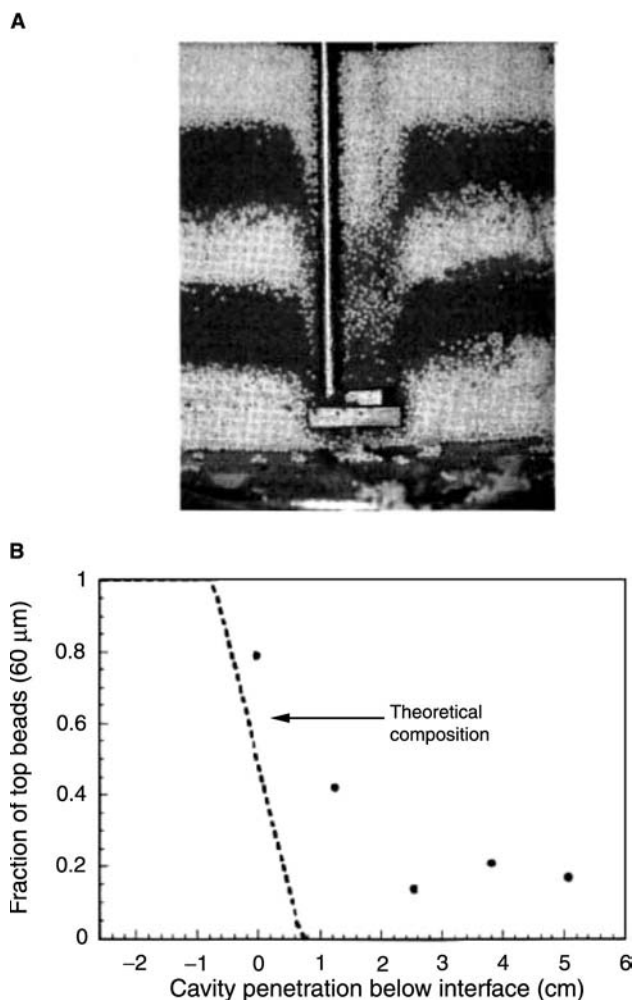 A
B
1
0.8
0.6
0.4
0.2
0
Fraction of top beads (60 μm)
Theoretical
composition
−2 −1 0 1 2 3 4 5 6
Cavity penetration below interface (cm)